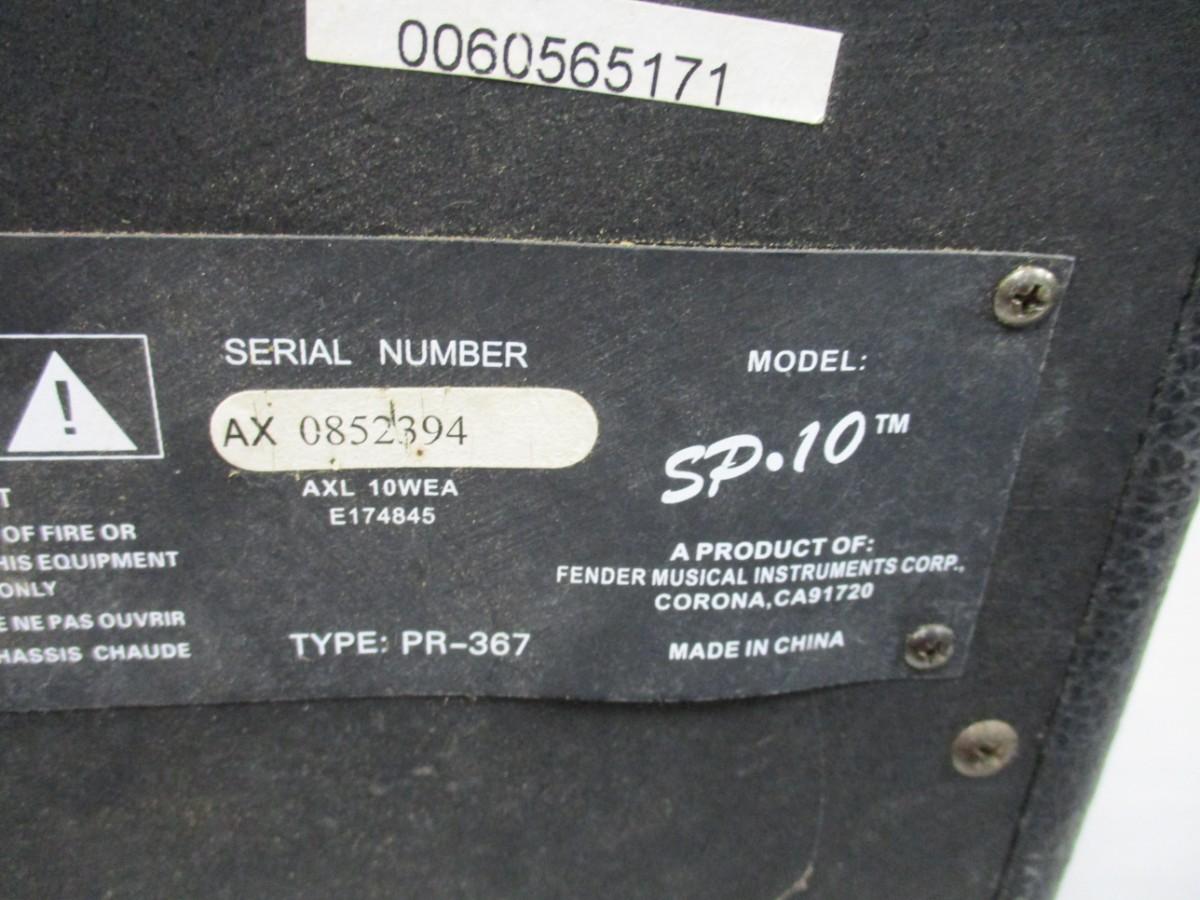 0060565171
!
SERIAL NUMBER
AX 0852394
AXL 10WEA
E174845
TYPE: PR-367
MODEL:
SP•10™
A PRODUCT OF:
FENDER MUSICAL INSTRUMENTS CORP.,
CORONA,CA91720
MADE IN CHINA
T
OF FIRE OR
HIS EQUIPMENT
ONLY
E NE PAS OUVRIR
HASSIS CHAUDE